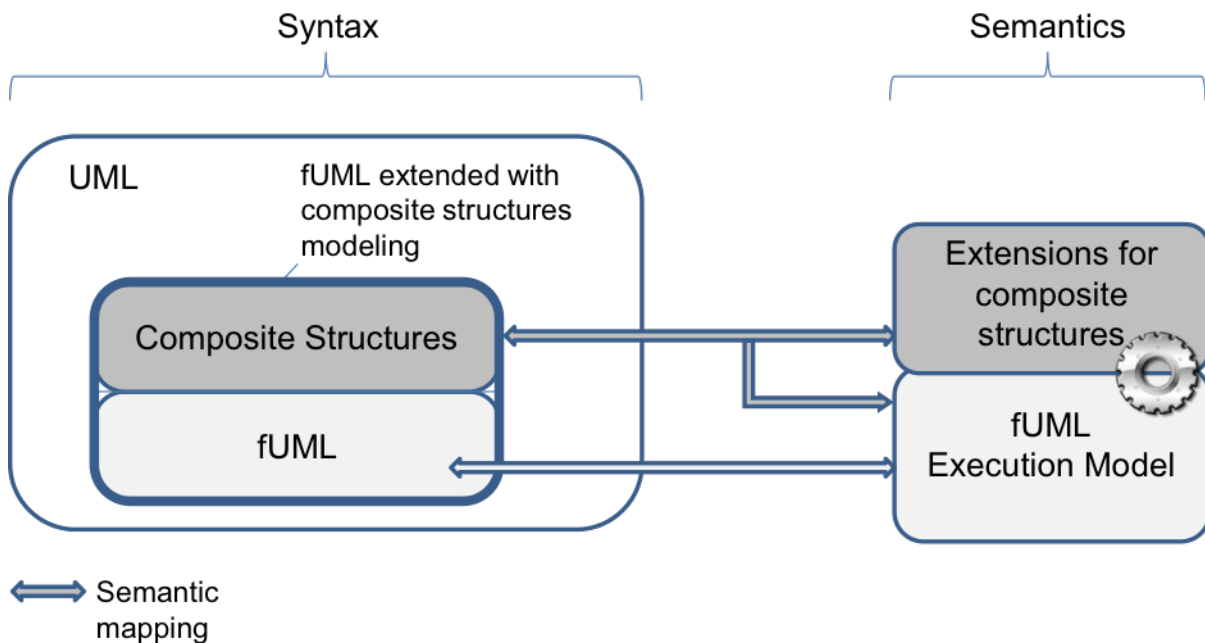 Syntax
Semantics
UML
fUML extended with
composite structures
modeling
Composite Structures
fUML
Extensions for
composite
structures
fUML
Execution Model
Semantic
mapping